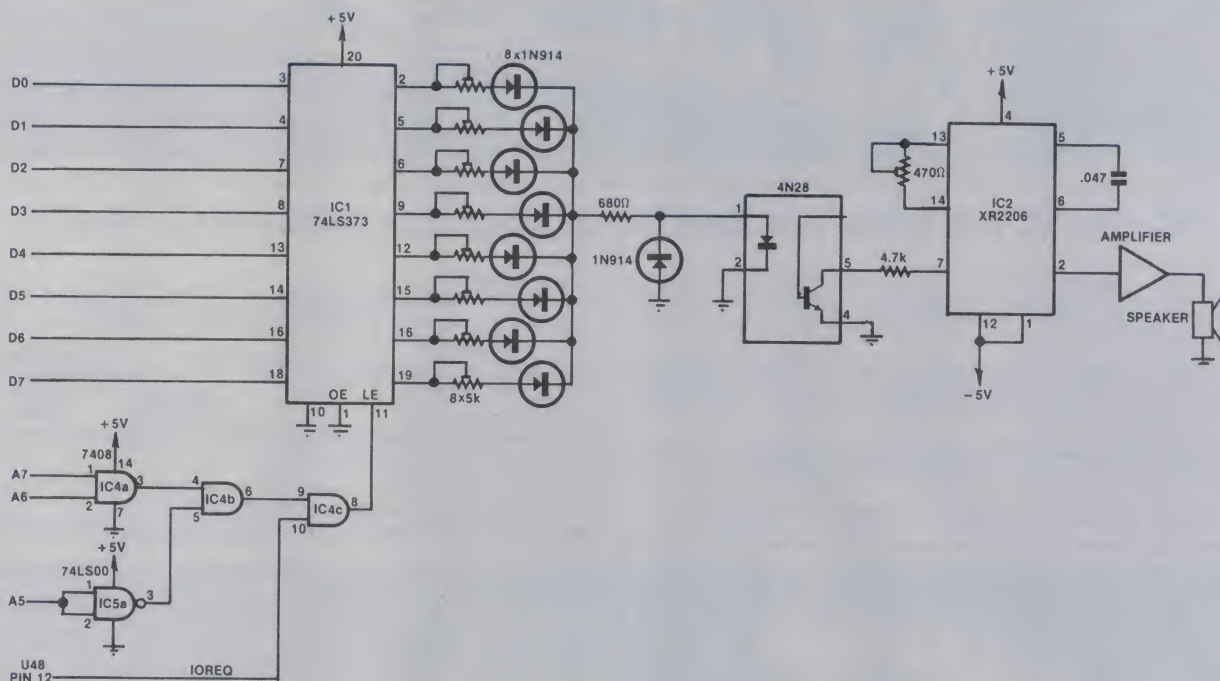 +5V
20
8x1N914
D0
3
2
D1
4
5
D2
7
6
D3
8
9
IC1
74LS373
D4
13
12
D5
14
15
D6
16
16
D7
18
19
8x5k
OE
LE
10
1
11
680Ω
1N914
4N28
1
2
5
4
4.7k
+5V
4
13
5
470Ω
.047
14
6
IC2
XR2206
7
2
12
1
-5V
AMPLIFIER
SPEAKER
+5V
7408
14
A7
1
IC4a
3
A6
2
7
4
IC4b
6
5
9
IC4c
8
10
+5V
74LS00
1
A5
IC5a
3
2
U48
PIN 12
IOREQ